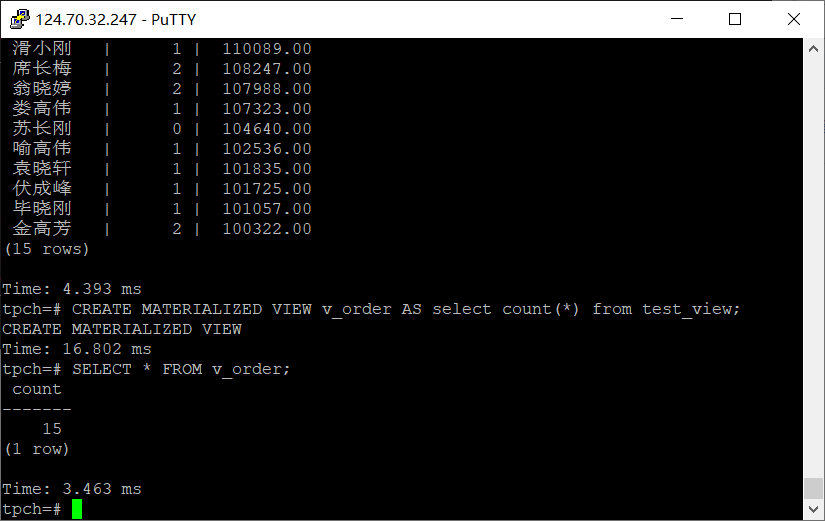 124.70.32.247 - PuTTY
滑小刚 | 1 | 110089.00
席长梅 | 2 | 108247.00
翁晓婷 | 2 | 107988.00
娄高伟 | 1 | 107323.00
苏长刚 | 0 | 104640.00
喻高伟 | 1 | 102536.00
袁晓轩 | 1 | 101835.00
伏成峰 | 1 | 101725.00
毕晓刚 | 1 | 101057.00
金高芳 | 2 | 100322.00
(15 rows)
Time: 4.393 ms
tpch=# CREATE MATERIALIZED VIEW v_order AS select count(*) from test_view;
CREATE MATERIALIZED VIEW
Time: 16.802 ms
tpch=# SELECT * FROM v_order;
count
-------
15
(1 row)
Time: 3.463 ms
tpch=#